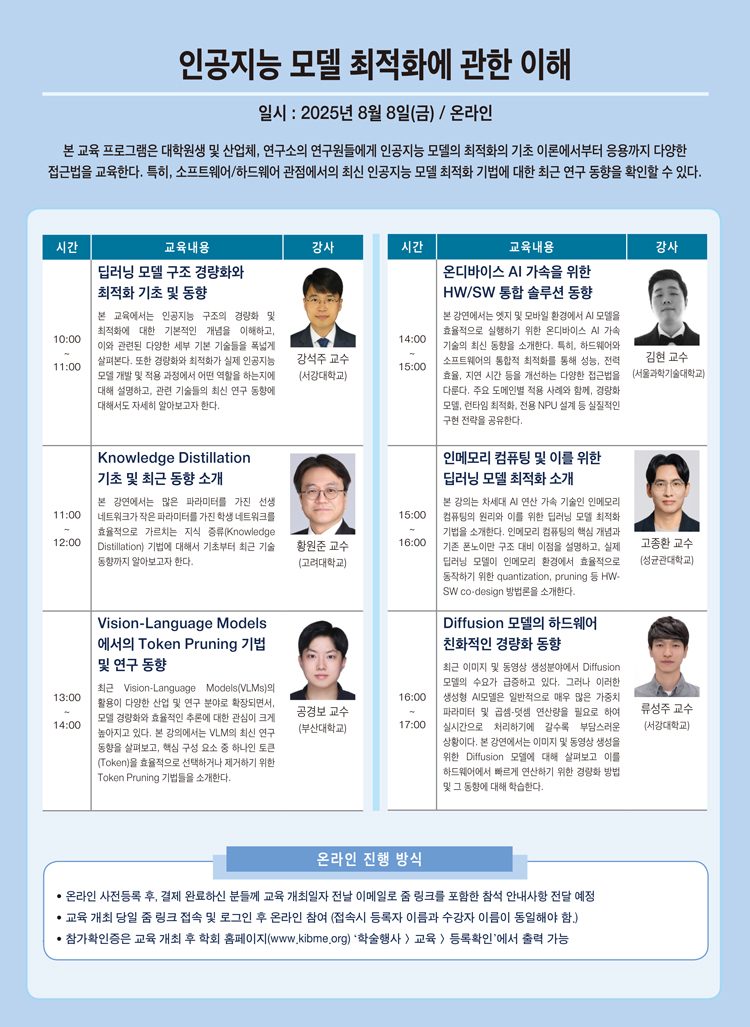 인공지능 모델 최적화에 관한 이해
일시 : 2025년 8월 8일(금) / 온라인
본 교육 프로그램은 대학원생 및 산업체, 연구소의 연구원들에게 인공지능 모델의 최적화의 기초 이론에서부터 응용까지 다양한
접근법을 교육한다. 특히, 소프트웨어/하드웨어 관점에서의 최신 인공지능 모델 최적화 기법에 대한 최근 연구 동향을 확인할 수 있다.
시간 교육내용 강사
10:00
~
11:00
딥러닝 모델 구조 경량화와
최적화 기초 및 동향
본 교육에서는 인공지능 구조의 경량화 및
최적화에 대한 기본적인 개념을 이해하고,
이와 관련된 다양한 세부 기본 기술들을 폭넓게
살펴본다. 또한 경량화와 최적화가 실제 인공지능
모델 개발 및 적용 과정에서 어떤 역할을 하는지에
대해 설명하고, 관련 기술들의 최신 연구 동향에
대해서도 자세히 알아보고자 한다.
강석주 교수
(서강대학교)
11:00
~
12:00
Knowledge Distillation
기초 및 최근 동향 소개
본 강연에서는 많은 파라미터를 가진 선생
네트워크가 작은 파라미터를 가진 학생 네트워크를
효율적으로 가르치는 지식 증류(Knowledge
Distillation) 기법에 대해서 기초부터 최근 기술
동향까지 알아보고자 한다.
황원준 교수
(고려대학교)
13:00
~
14:00
Vision-Language Models
에서의 Token Pruning 기법
및 연구 동향
최근 Vision-Language Models(VLMs)의
활용이 다양한 산업 및 연구 분야로 확장되면서,
모델 경량화와 효율적인 추론에 대한 관심이 크게
높아지고 있다. 본 강의에서는 VLM의 최신 연구
동향을 살펴보고, 핵심 구성 요소 중 하나인 토큰
(Token)을 효율적으로 선택하거나 제거하기 위한
Token Pruning 기법들을 소개한다.
공경보 교수
(부산대학교)
시간 교육내용 강사
14:00
~
15:00
온디바이스 AI 가속을 위한
HW/SW 통합 솔루션 동향
본 강연에서는 엣지 및 모바일 환경에서 AI 모델을
효율적으로 실행하기 위한 온디바이스 AI 가속
기술의 최신 동향을 소개한다. 특히, 하드웨어와
소프트웨어의 통합적 최적화를 통해 성능, 전력
효율, 지연 시간 등을 개선하는 다양한 접근법을
다룬다. 주요 도메인별 적용 사례와 함께, 경량화
모델, 런타임 최적화, 전용 NPU 설계 등 실질적인
구현 전략을 공유한다.
김현 교수
(서울과학기술대학교)
15:00
~
16:00
인메모리 컴퓨팅 및 이를 위한
딥러닝 모델 최적화 소개
본 강의는 차세대 AI 연산 가속 기술인 인메모리
컴퓨팅의 원리와 이를 위한 딥러닝 모델 최적화
기법을 소개한다. 인메모리 컴퓨팅의 핵심 개념과
기존 폰노이만 구조 대비 이점을 설명하고, 실제
딥러닝 모델이 인메모리 환경에서 효율적으로
동작하기 위한 quantization, pruning 등 HW-
SW co-design 방법론을 소개한다.
고종환 교수
(성균관대학교)
16:00
~
17:00
Diffusion 모델의 하드웨어
친화적인 경량화 동향
최근 이미지 및 동영상 생성분야에서 Diffusion
모델의 수요가 급증하고 있다. 그러나 이러한
생성형 AI모델은 일반적으로 매우 많은 가중치
파라미터 및 곱셈-덧셈 연산량을 필요로 하여
실시간으로 처리하기에 갈수록 부담스러운
상황이다. 본 강연에서는 이미지 및 동영상 생성을
위한 Diffusion 모델에 대해 살펴보고 이를
하드웨어에서 빠르게 연산하기 위한 경량화 방법
및 그 동향에 대해 학습한다.
류성주 교수
(서강대학교)
온라인 진행 방식
• 온라인 사전등록 후, 결제 완료하신 분들께 교육 개최일자 전날 이메일로 줌 링크를 포함한 참석 안내사항 전달 예정
• 교육 개최 당일 줌 링크 접속 및 로그인 후 온라인 참여 (접속시 등록자 이름과 수강자 이름이 동일해야 함.)
• 참가확인증은 교육 개최 후 학회 홈페이지(www.kibme.org) ‘학술행사 > 교육 > 등록확인’에서 출력 가능